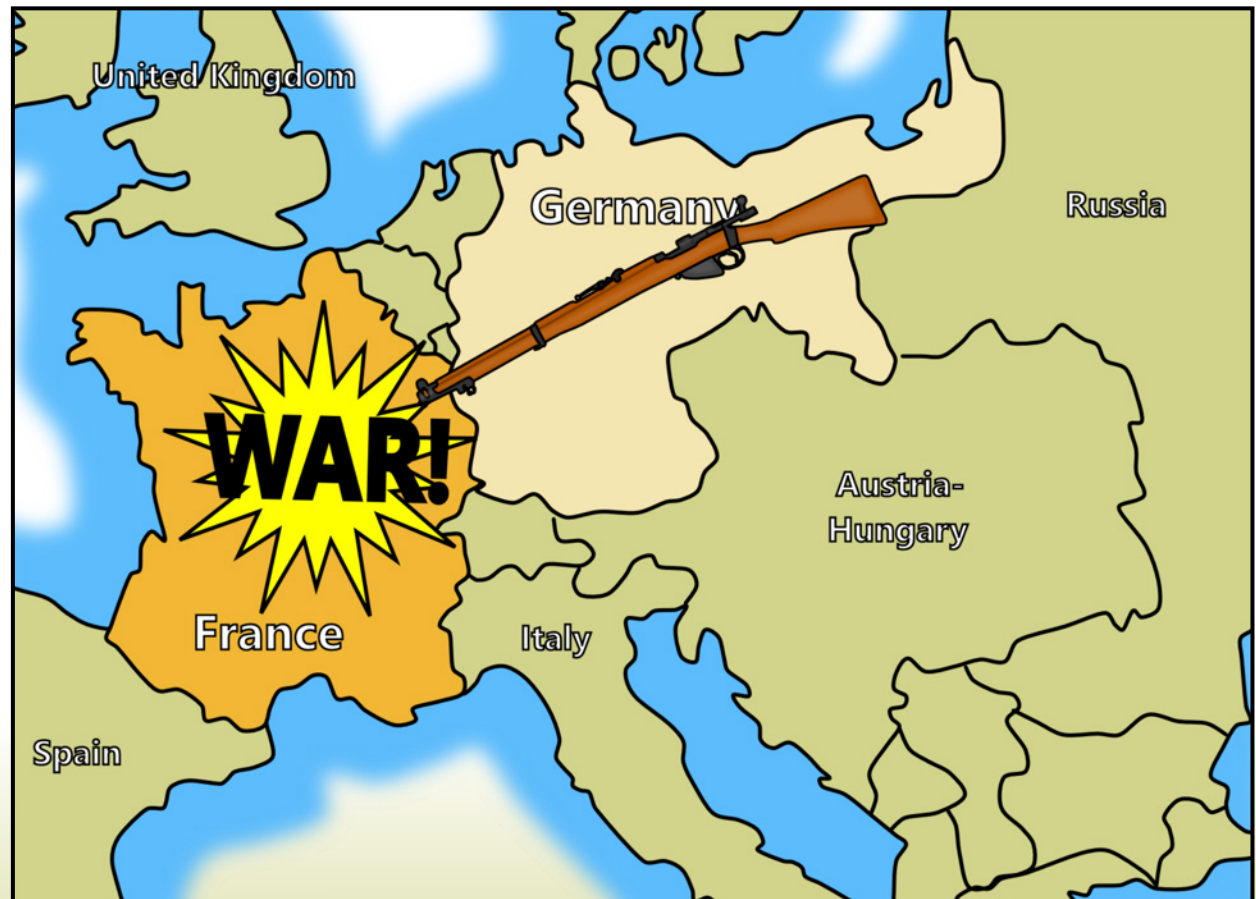 United Kingdom
Germany
Russia
WAR!
Austria-
Hungary
France
Italy
Spain